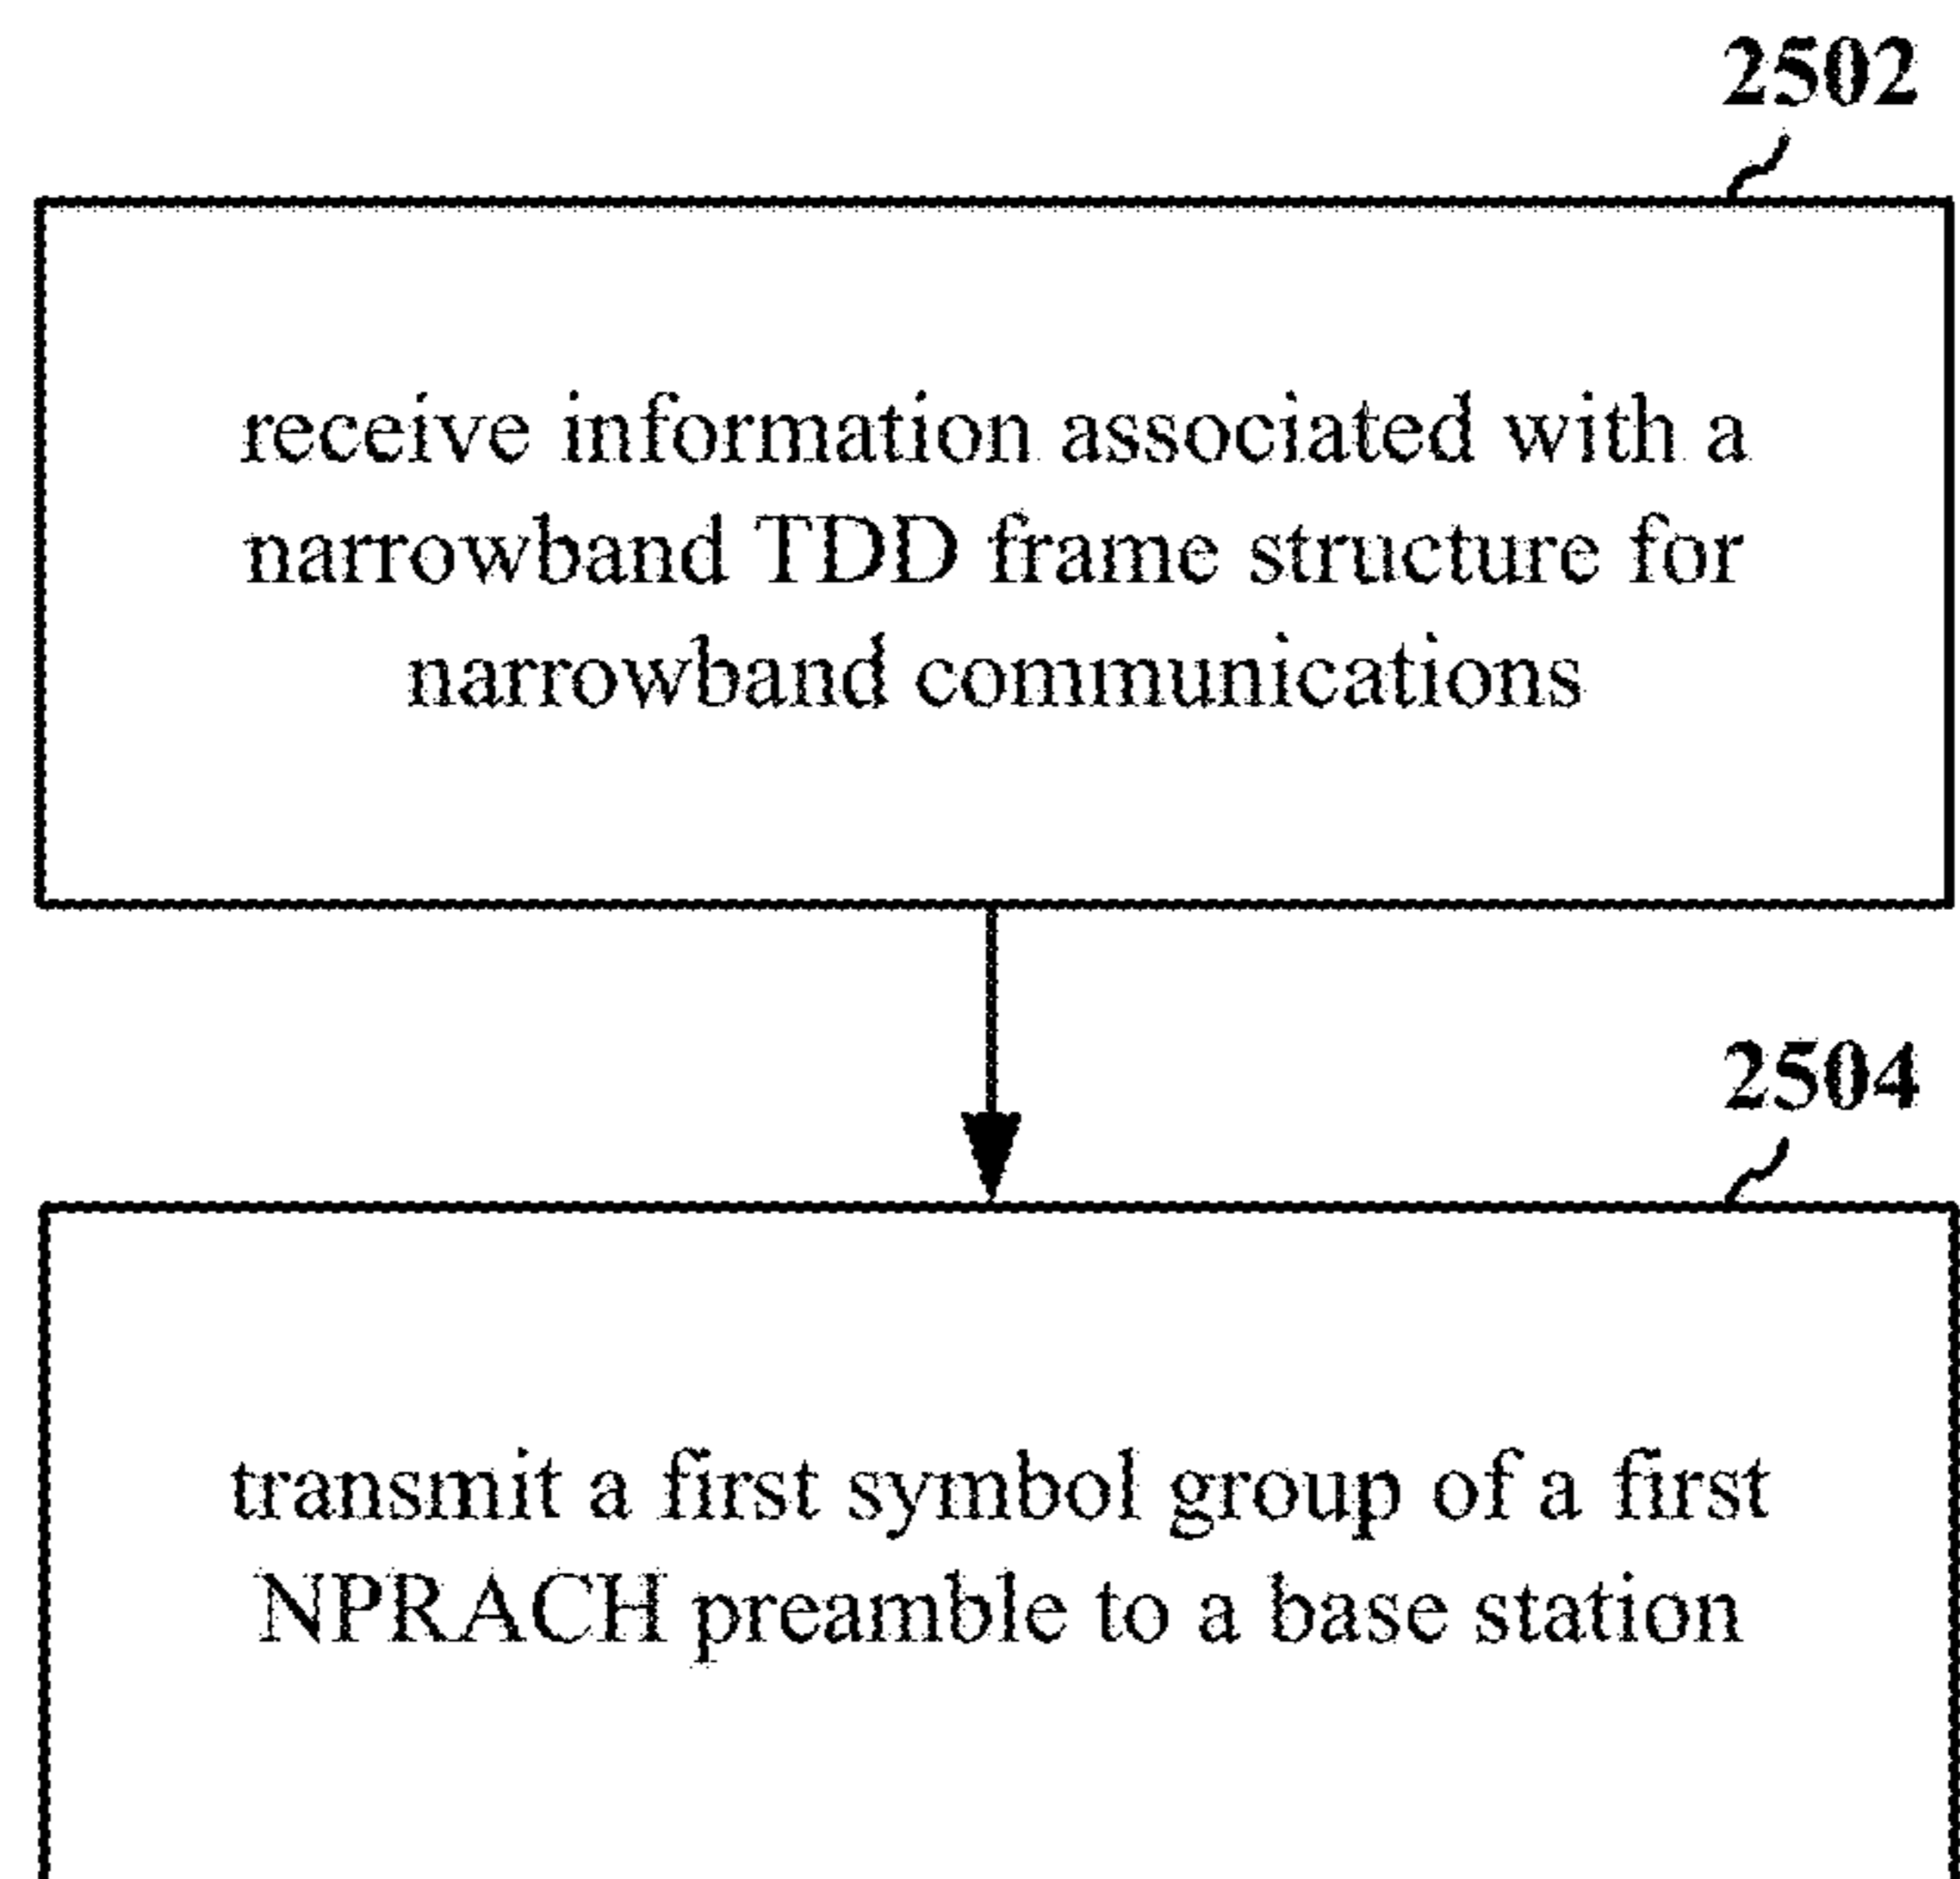 2502
receive information associated with a
narrowband TDD frame structure for
narrowband communications
2504
transmit a first symbol group of a first
NPRACH preamble to a base station